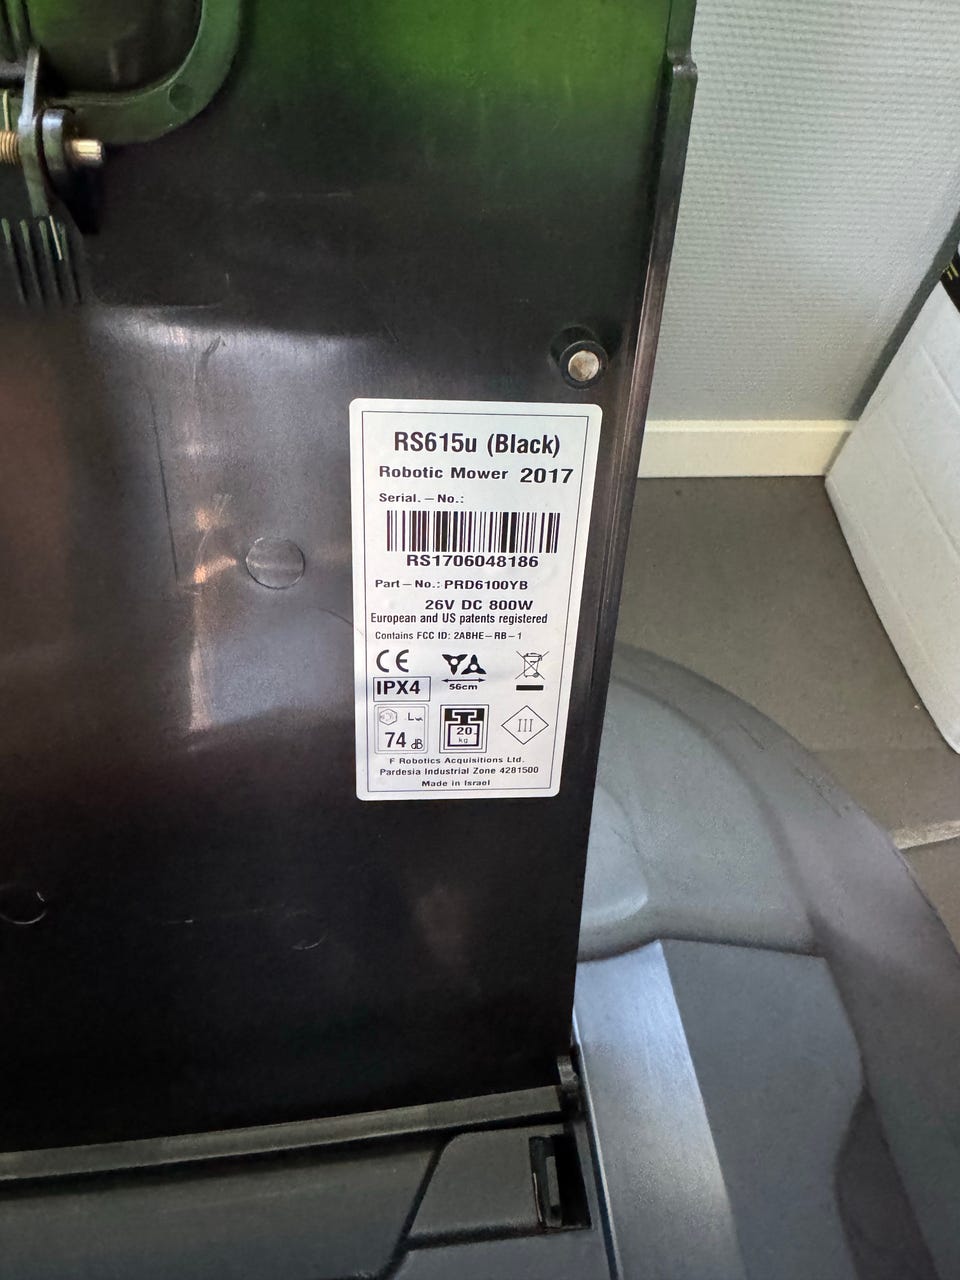 RS615u (Black)
Robotic Mower 2017
Serial. – No.:
RS1706048186
Part – No.: PRD6100YB
26V DC 800W
European and US patents registered
Contains FCC ID: 2ABHE – RB – 1
CE
IPX4
56cm
74 dB
20 kg
III
F Robotics Acquisitions Ltd.
Pardesia Industrial Zone 4281500
Made in Israel